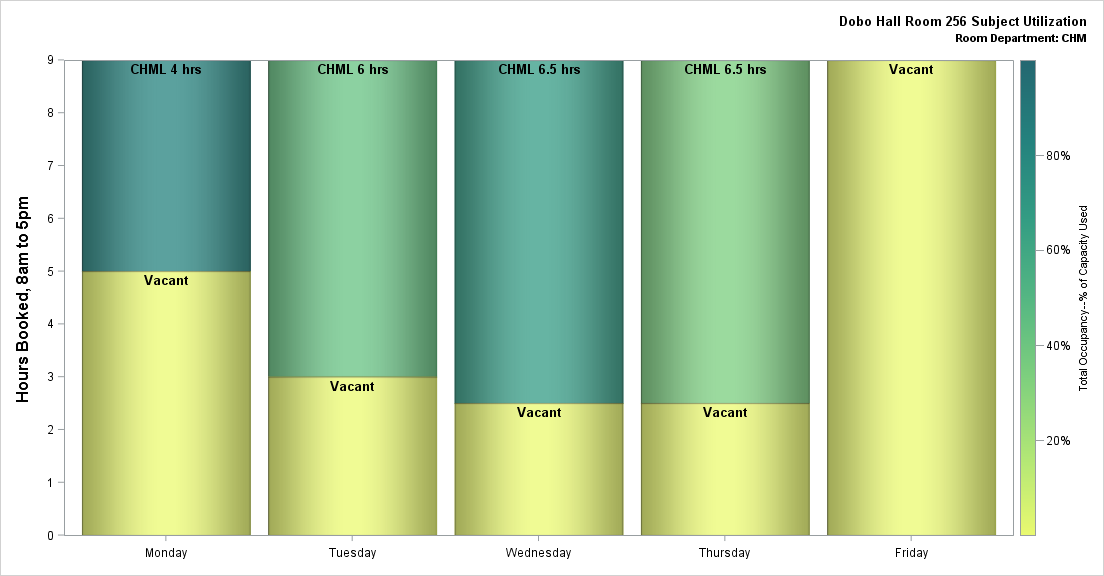 Dobo Hall Room 256 Subject Utilization
Room Department: CHM
Hours Booked, 8am to 5pm
9
8
7
6
5
4
3
2
1
0
CHML 4 hrs
CHML 6 hrs
CHML 6.5 hrs
CHML 6.5 hrs
Vacant
Vacant
Vacant
Vacant
Vacant
Monday
Tuesday
Wednesday
Thursday
Friday
80%
60%
40%
20%
Total Occupancy--% of Capacity Used